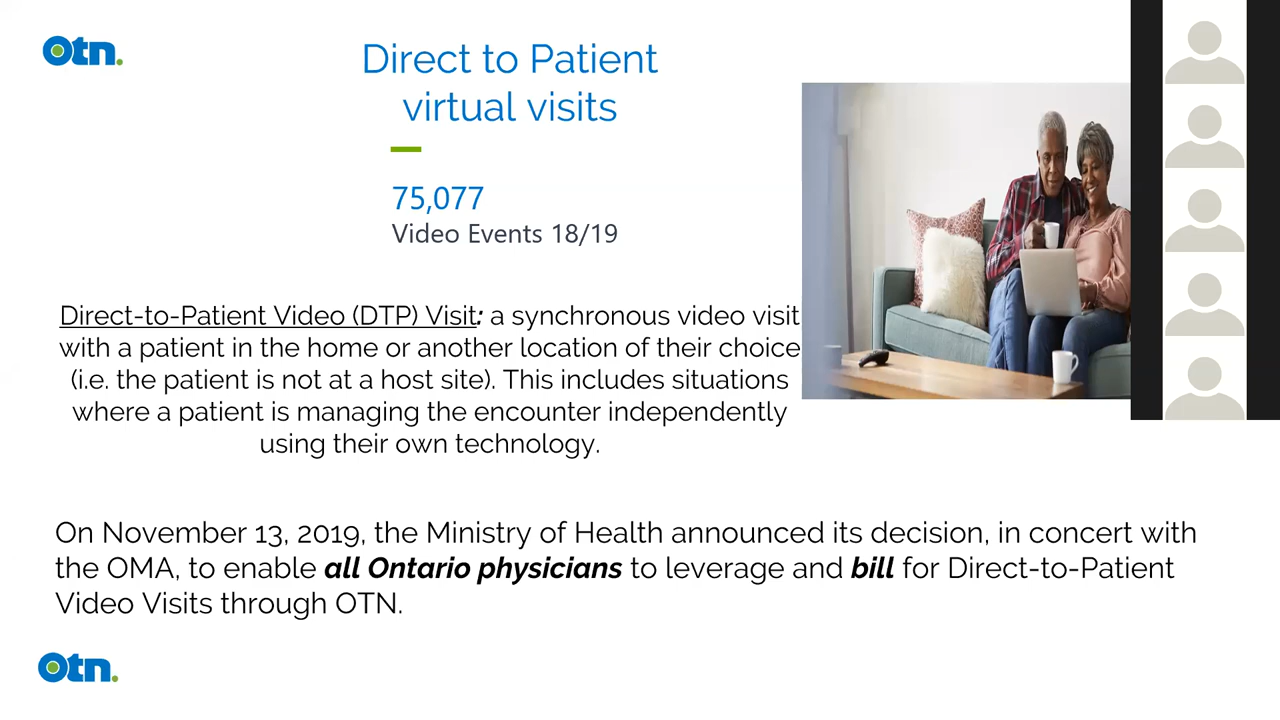 Otn.
Direct to Patient
virtual visits
75,077
Video Events 18/19
Direct-to-Patient Video (DTP) Visit: a synchronous video visit
with a patient in the home or another location of their choice
(i.e. the patient is not at a host site). This includes situations
where a patient is managing the encounter independently
using their own technology.
On November 13, 2019, the Ministry of Health announced its decision, in concert with
the OMA, to enable all Ontario physicians to leverage and bill for Direct-to-Patient
Video Visits through OTN.
Otn.